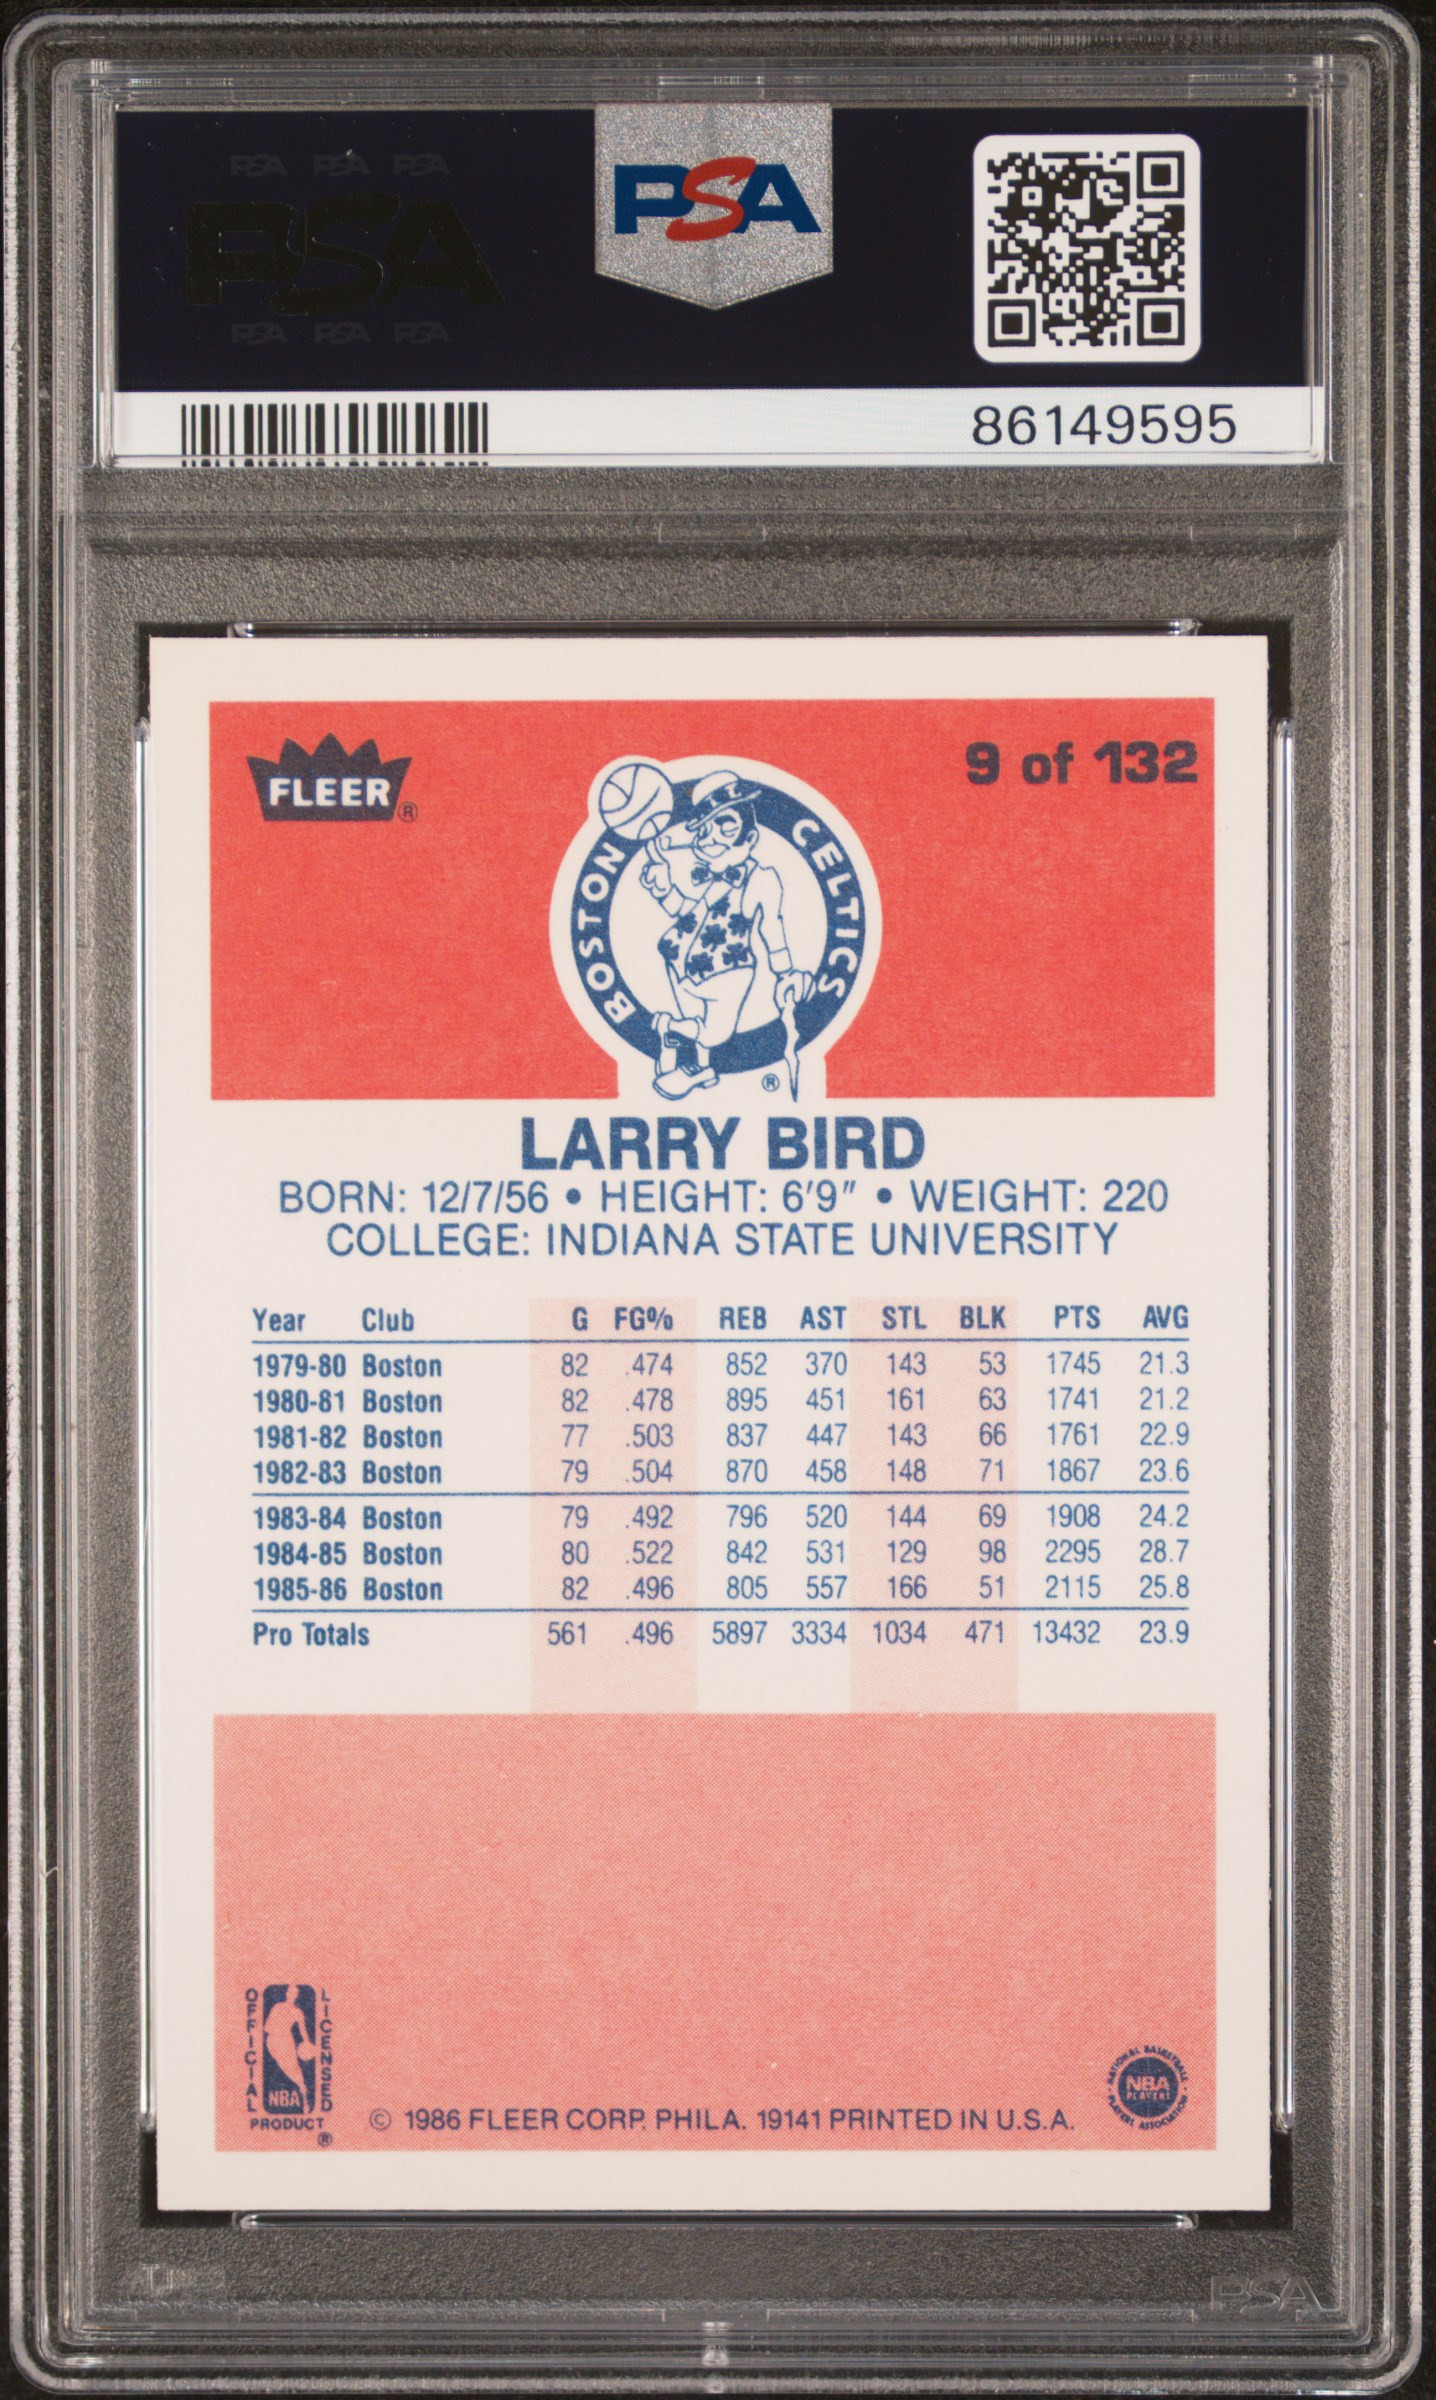 PSA PSA PSA
PSA
PSA PSA PSA
PSA
86149595
FLEER ®
9 of 132
BOSTON CELTICS
®
LARRY BIRD
BORN: 12/7/56 • HEIGHT: 6'9" • WEIGHT: 220
COLLEGE: INDIANA STATE UNIVERSITY
Year Club G FG% REB AST STL BLK PTS AVG
1979-80 Boston 82 .474 852 370 143 53 1745 21.3
1980-81 Boston 82 .478 895 451 161 63 1741 21.2
1981-82 Boston 77 .503 837 447 143 66 1761 22.9
1982-83 Boston 79 .504 870 458 148 71 1867 23.6
1983-84 Boston 79 .492 796 520 144 69 1908 24.2
1984-85 Boston 80 .522 842 531 129 98 2295 28.7
1985-86 Boston 82 .496 805 557 166 51 2115 25.8
Pro Totals 561 .496 5897 3334 1034 471 13432 23.9
OFFICIAL LICENSED
NBA
PRODUCT
®
© 1986 FLEER CORP. PHILA. 19141 PRINTED IN U.S.A.
NATIONAL BASKETBALL
NBA
PLAYERS
PLAYERS ASSOCIATION
PSA